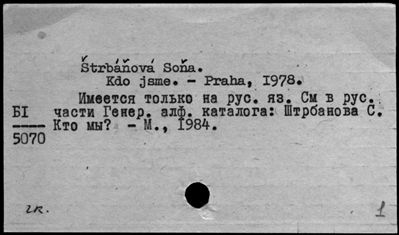 Štrbáňová Soňa.
Kdo jsme. - Praha, 1978.
Имеется только на рус. яз. См в рус.
БІ части Генер. алф. каталога: Штрбанова С.
5070 Кто мы? - М., 1984.
2к. 1